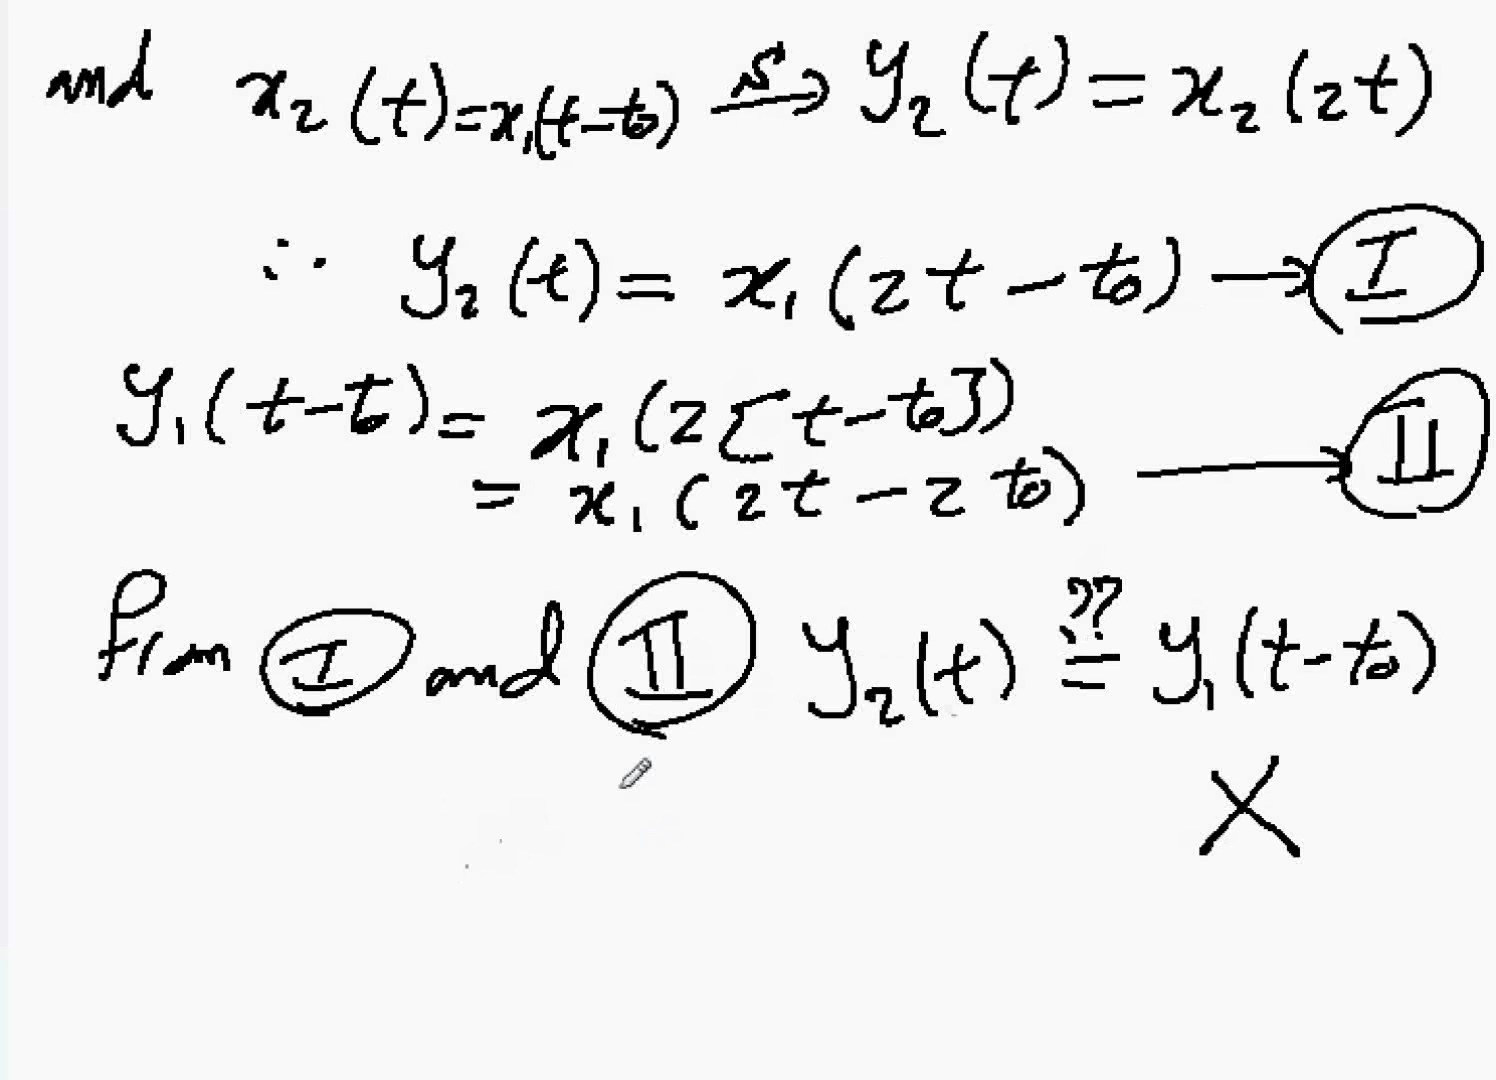 and x₂(t)=x₁(t-t₀) S→ y₂(t) = x₂(2t)
∴ y₂(t) = x₁(2t - t₀) → I
y₁(t-t₀) = x₁(2[t-t₀])
= x₁(2t - 2t₀) → II
From I and II y₂(t) ≟ y₁(t-t₀)
??
X